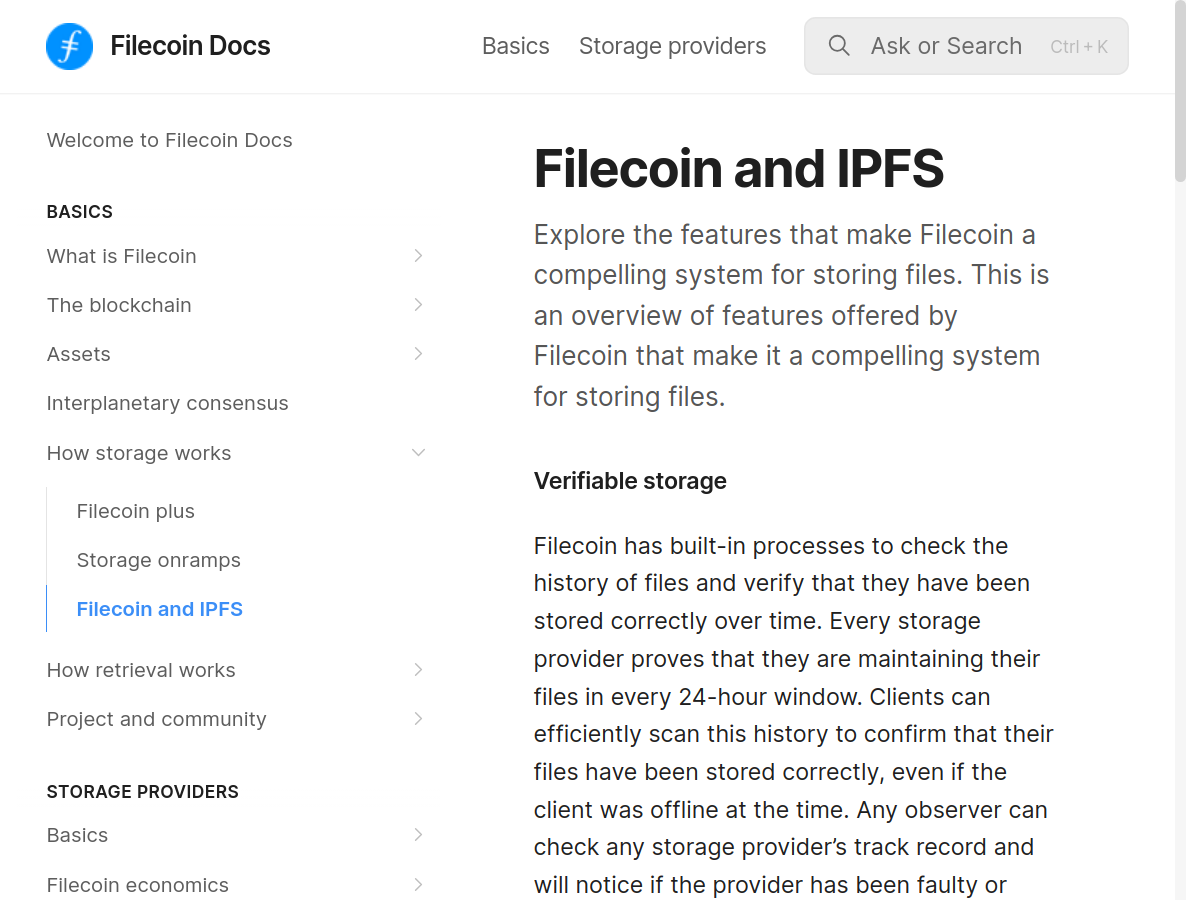 Filecoin Docs
Basics
Storage providers
Ask or Search
Ctrl + K
Welcome to Filecoin Docs
BASICS
What is Filecoin
The blockchain
Assets
Interplanetary consensus
How storage works
Filecoin plus
Storage onramps
Filecoin and IPFS
How retrieval works
Project and community
STORAGE PROVIDERS
Basics
Filecoin economics
Filecoin and IPFS
Explore the features that make Filecoin a
compelling system for storing files. This is
an overview of features offered by
Filecoin that make it a compelling system
for storing files.
Verifiable storage
Filecoin has built-in processes to check the
history of files and verify that they have been
stored correctly over time. Every storage
provider proves that they are maintaining their
files in every 24-hour window. Clients can
efficiently scan this history to confirm that their
files have been stored correctly, even if the
client was offline at the time. Any observer can
check any storage provider’s track record and
will notice if the provider has been faulty or